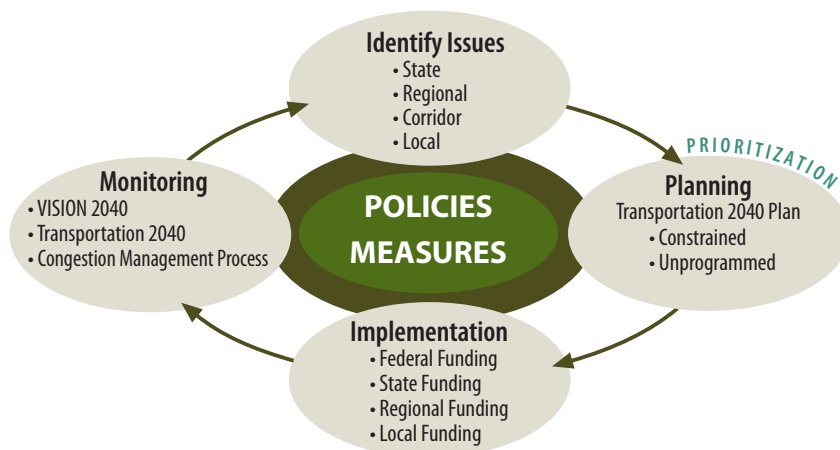 Identify Issues
• State
• Regional
• Corridor
• Local
PRIORITIZATION
Monitoring
• VISION 2040
• Transportation 2040
• Congestion Management Process
POLICIES
MEASURES
Planning
Transportation 2040 Plan
• Constrained
• Unprogrammed
Implementation
• Federal Funding
• State Funding
• Regional Funding
• Local Funding